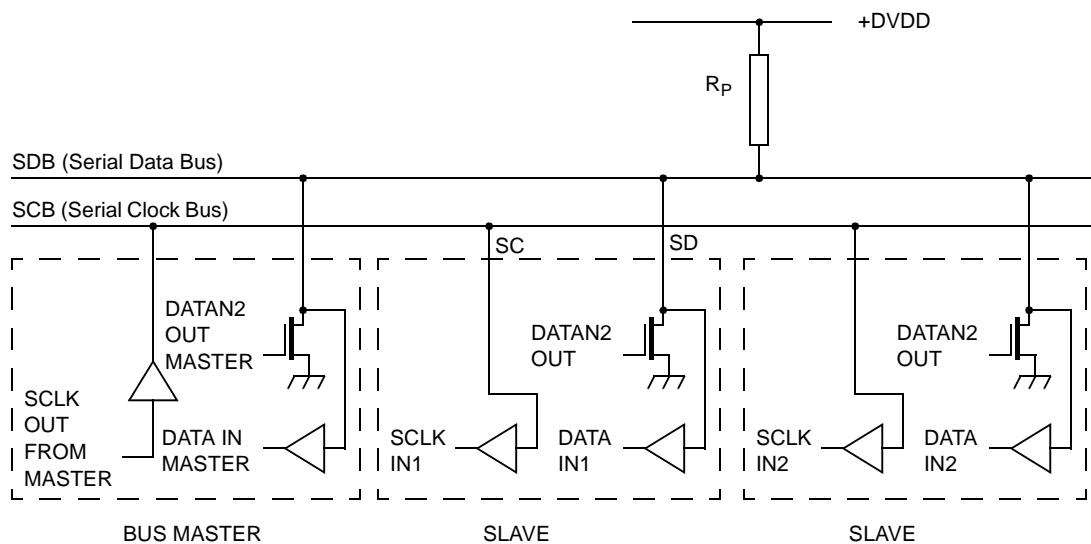 +DVDD
RP
SDB (Serial Data Bus)
SCB (Serial Clock Bus)
SC
SD
DATAN2
OUT
MASTER
SCLK
OUT
FROM
MASTER
DATA IN
MASTER
DATAN2
OUT
SCLK
IN1
DATA
IN1
DATAN2
OUT
SCLK
IN2
DATA
IN2
BUS MASTER
SLAVE
SLAVE